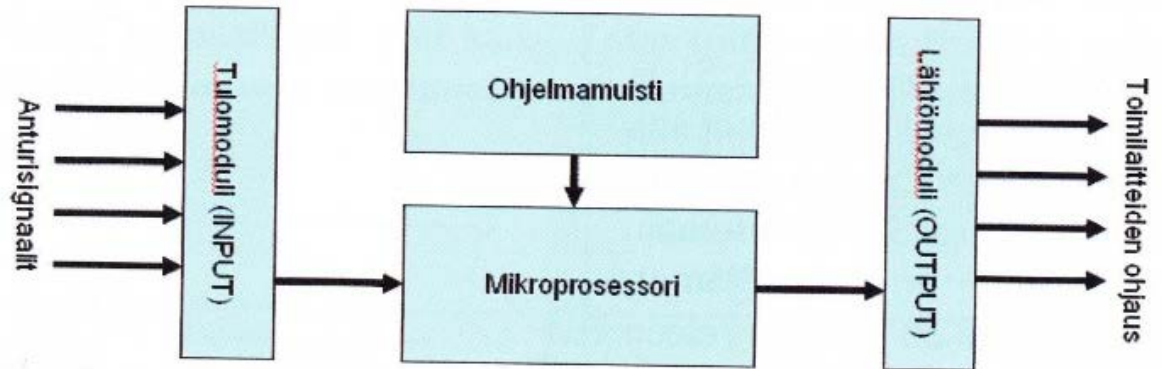 Anturisignaalit
Tulomoduli (INPUT)
Ohjelmamuisti
Mikroprosessori
Lähtömoduli (OUTPUT)
Toimilaitteiden ohjaus